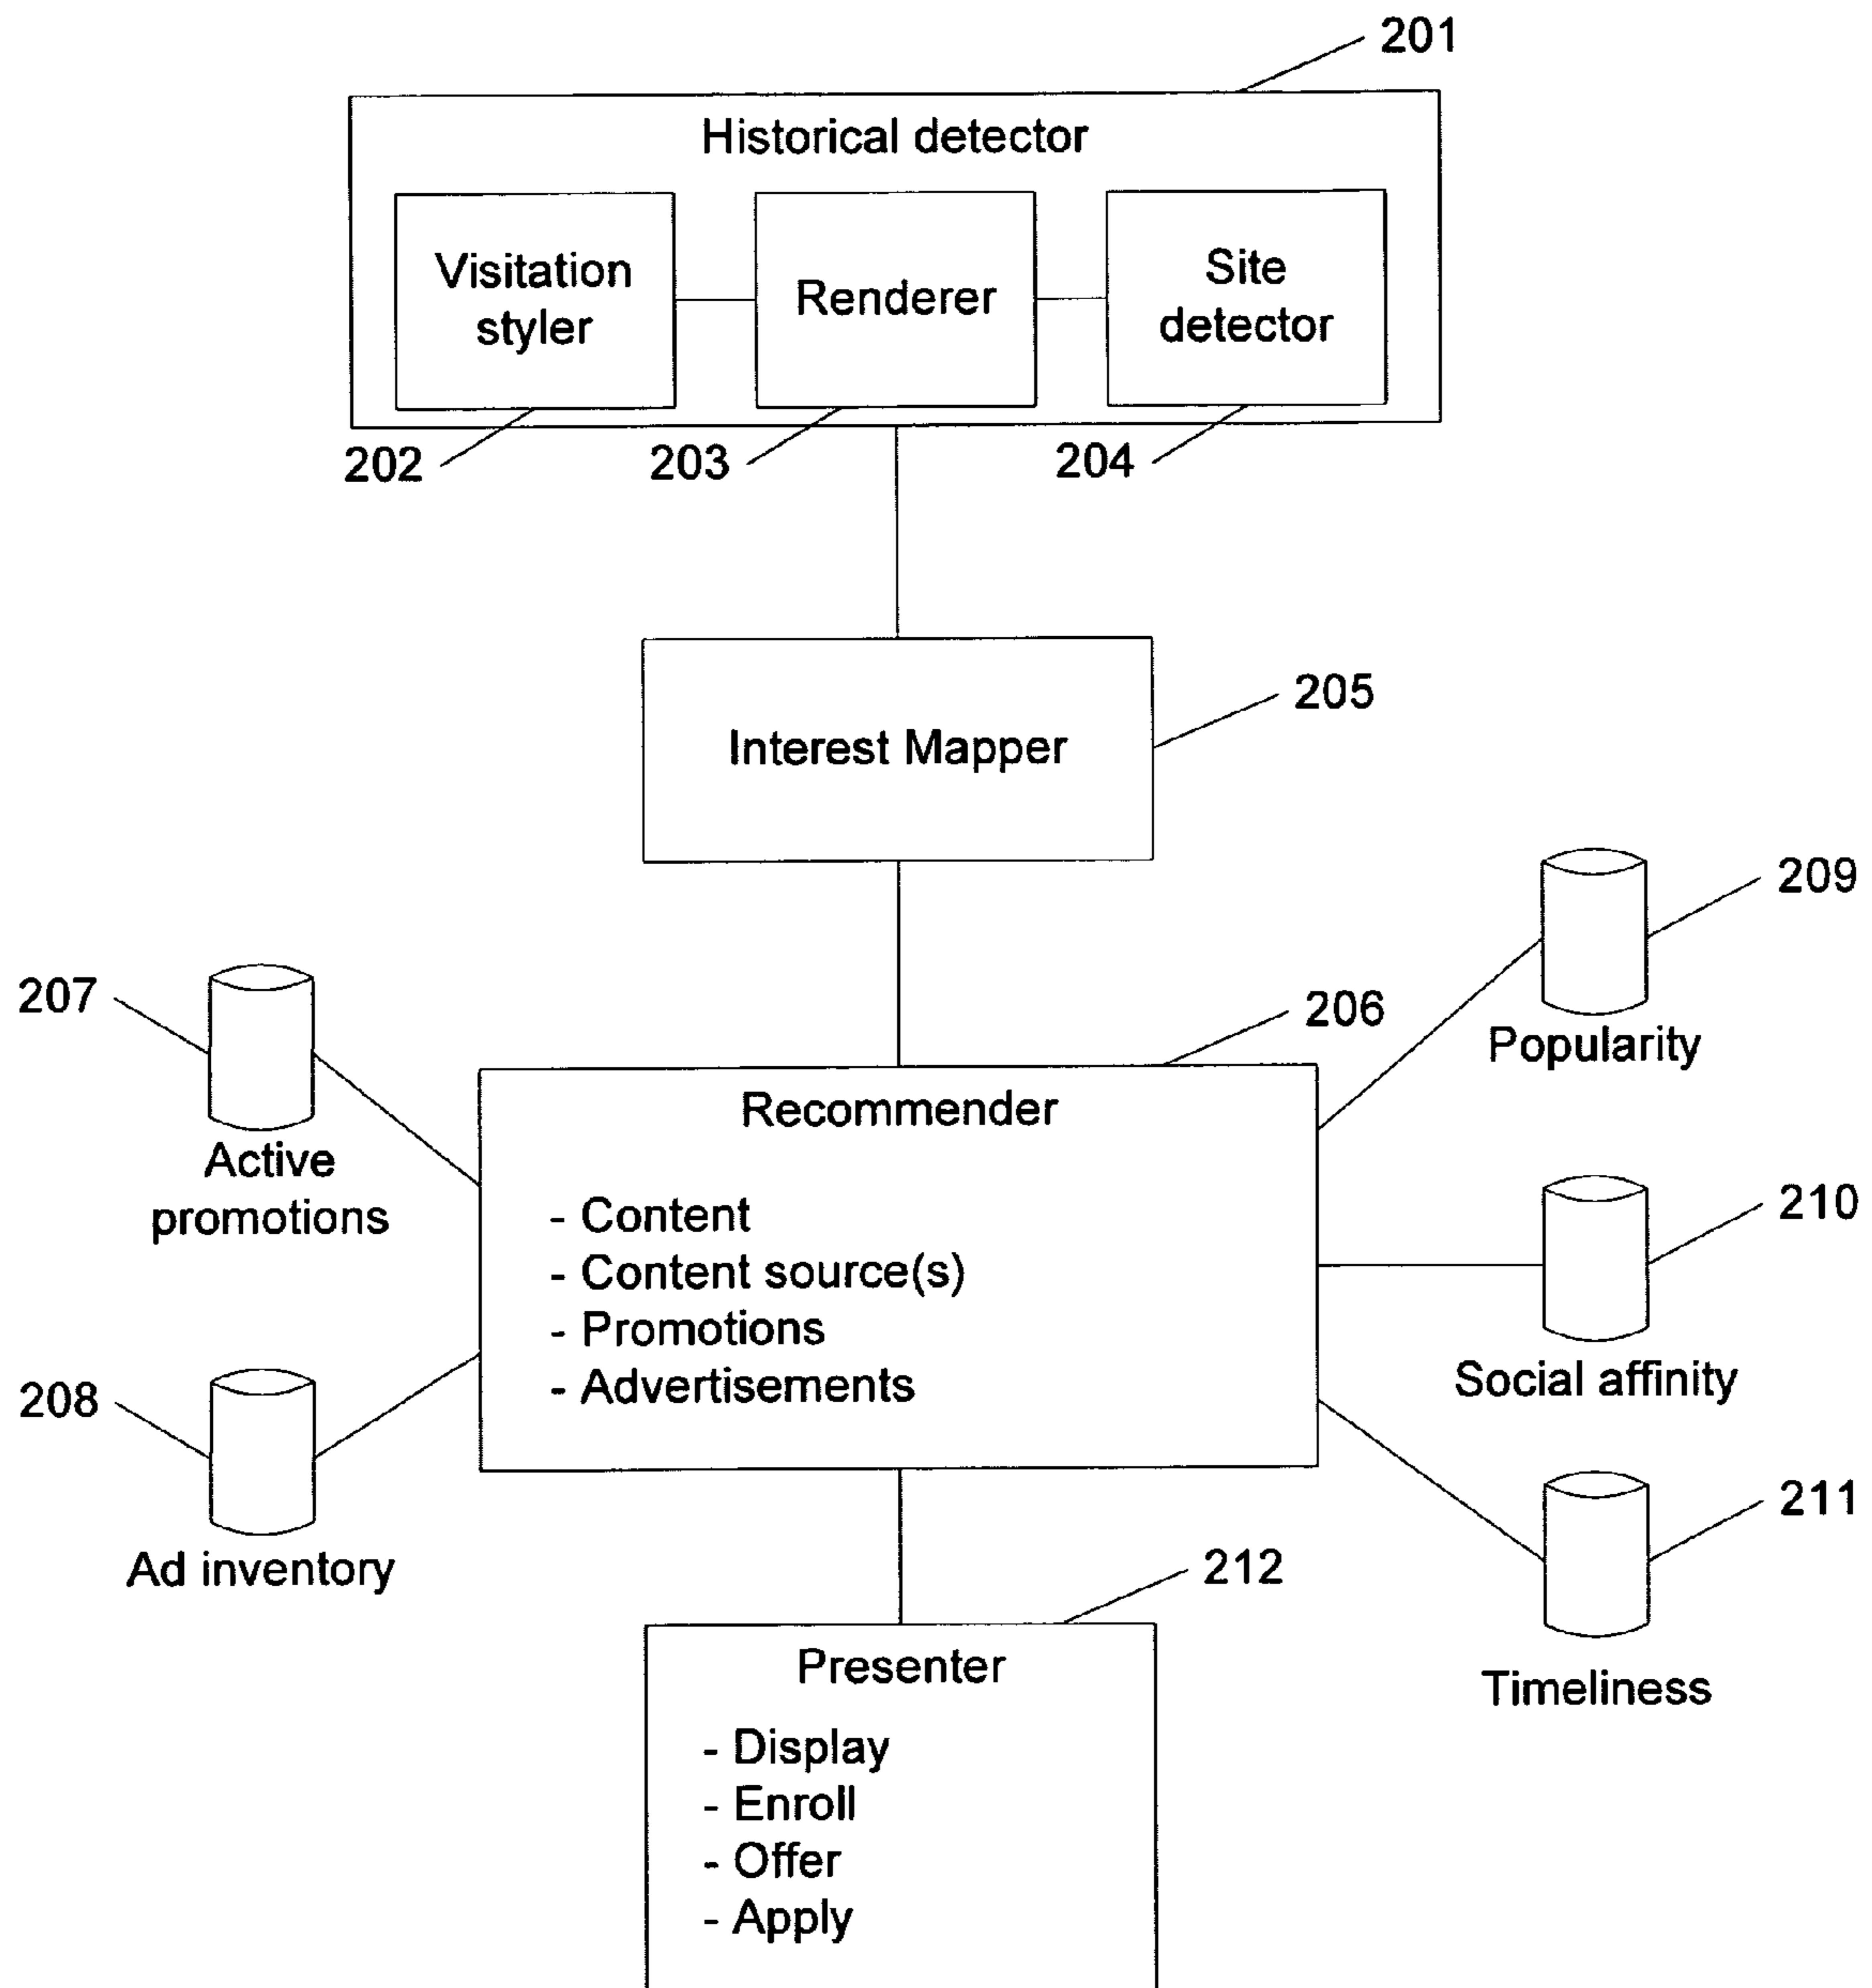 201
Historical detector
Visitation
styler
Renderer
Site
detector
202
203
204
Interest Mapper
205
209
Popularity
207
Active
promotions
206
Recommender
- Content
- Content source(s)
- Promotions
- Advertisements
210
Social affinity
208
Ad inventory
211
Timeliness
212
Presenter
- Display
- Enroll
- Offer
- Apply